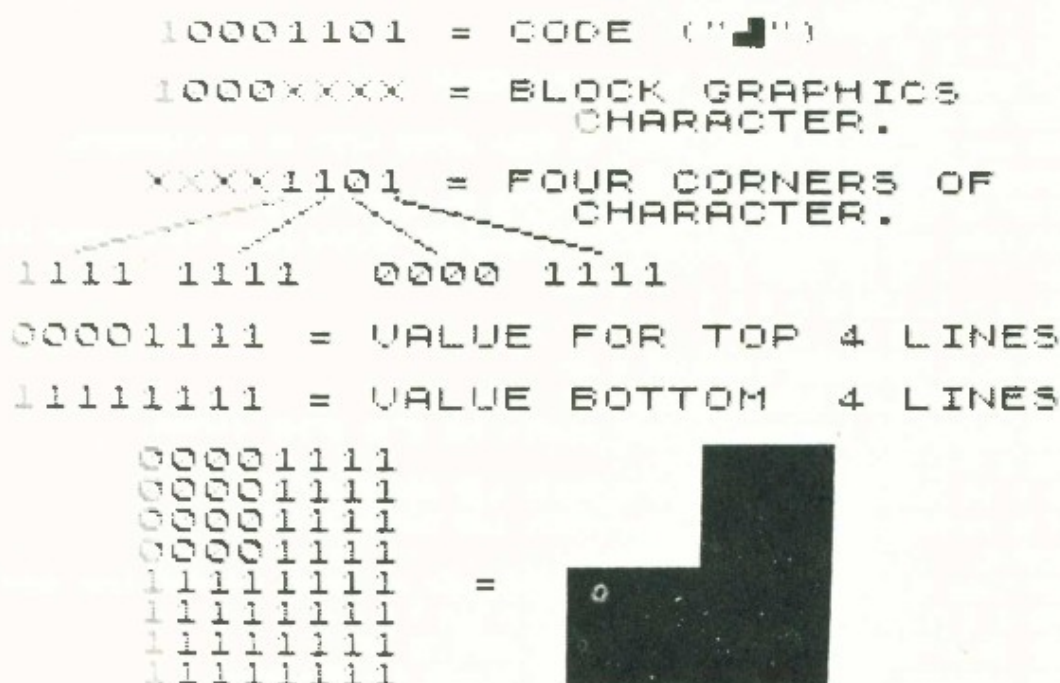 10001101 = CODE ("▟")
1000XXXX = BLOCK GRAPHICS
CHARACTER.
XXXX1101 = FOUR CORNERS OF
CHARACTER.
1111 1111 0000 1111
00001111 = VALUE FOR TOP 4 LINES
11111111 = VALUE BOTTOM 4 LINES
00001111
00001111
00001111
00001111
11111111 =
11111111
11111111
11111111